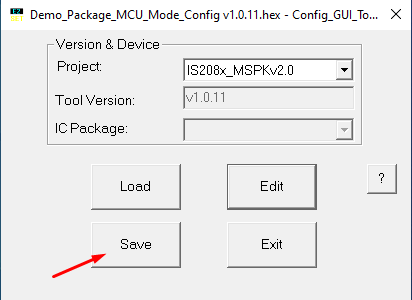 Demo_Package_MCU_Mode_Config v1.0.11.hex - Config_GUI_To...
Version & Device
Project:
IS208x_MSPKv2.0
Tool Version:
v1.0.11
IC Package:
Load
Edit
?
Save
Exit